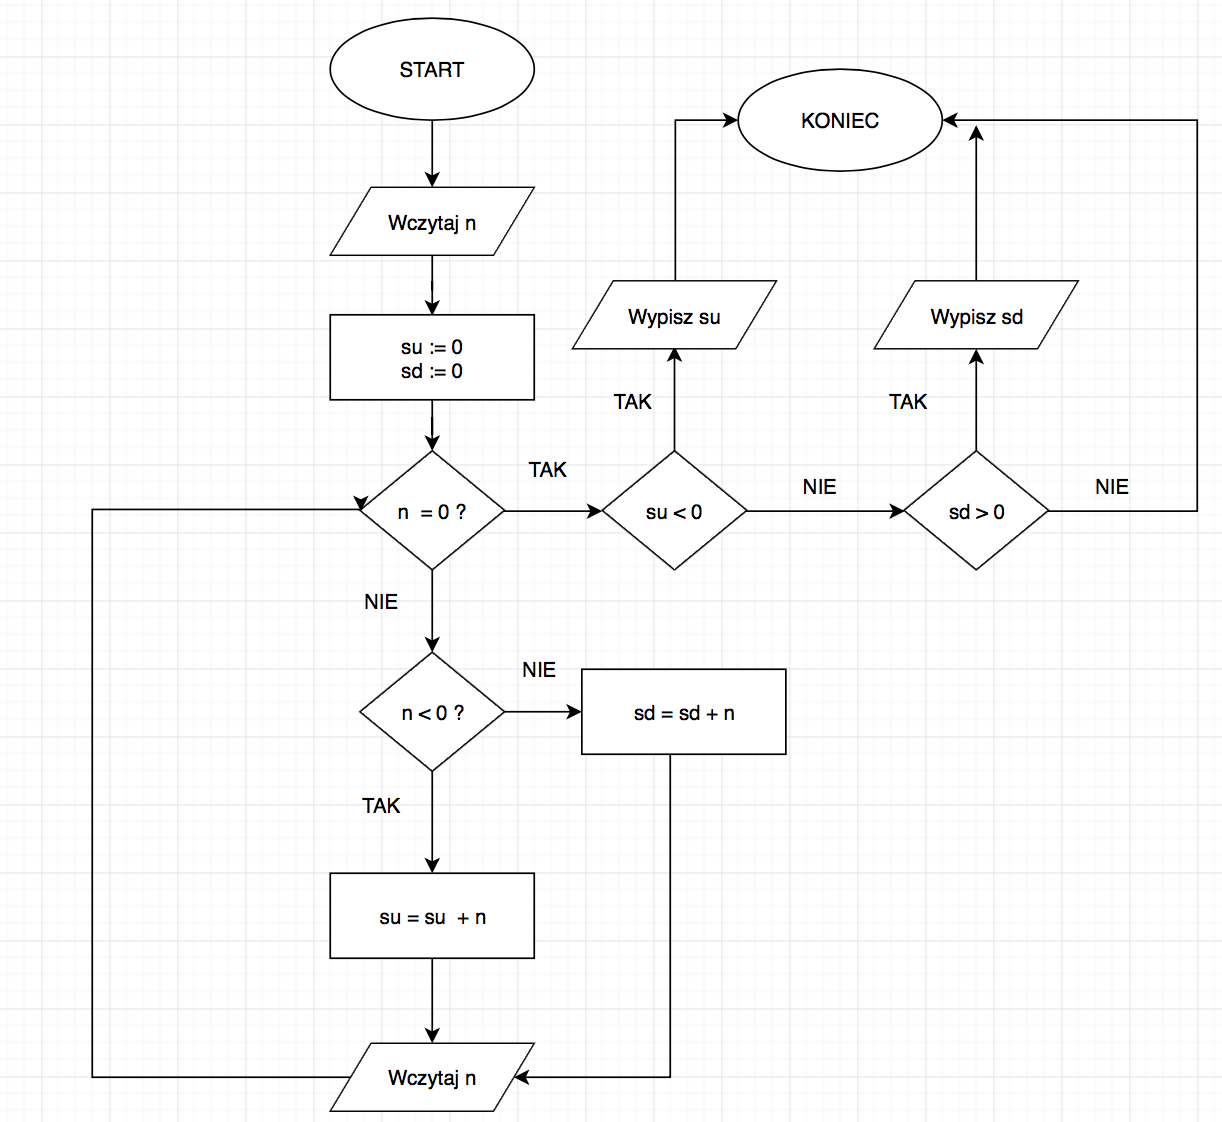 START
KONIEC
Wczytaj n
Wypisz su
Wypisz sd
su := 0
sd := 0
TAK
TAK
TAK
NIE
NIE
n = 0 ?
su < 0
sd > 0
NIE
NIE
n < 0 ?
sd = sd + n
TAK
su = su + n
Wczytaj n